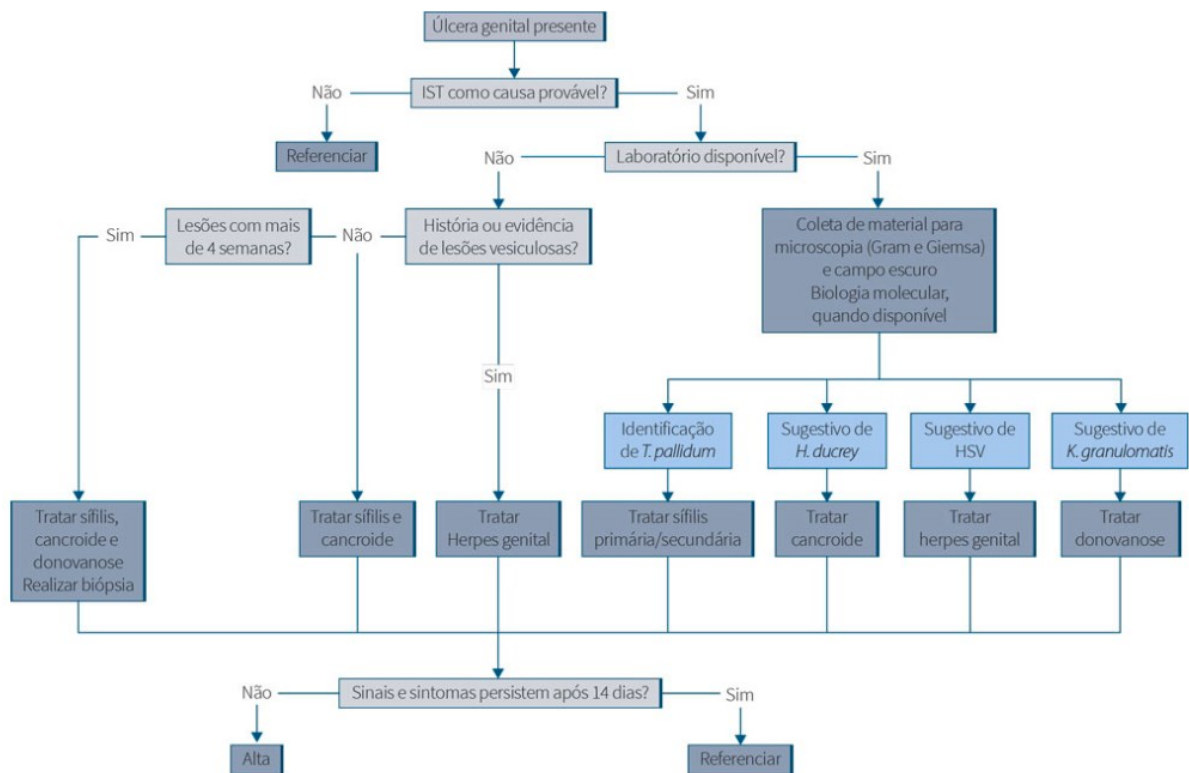 Úlcera genital presente
Não
IST como causa provável?
Sim
Referenciar
Não
Laboratório disponível?
Sim
Sim
Lesões com mais
de 4 semanas?
Não
História ou evidência
de lesões vesiculosas?
Coleta de material para
microscopia (Gram e Giemsa)
e campo escuro
Biologia molecular,
quando disponível
Sim
Identificação
de T. pallidum
Sugestivo de
H. ducrey
Sugestivo de
HSV
Sugestivo de
K. granulomatis
Tratar sífilis,
cancroide e
donovanose
Realizar biópsia
Tratar sífilis e
cancroide
Tratar
Herpes genital
Tratar sífilis
primária/secundária
Tratar
cancroide
Tratar
herpes genital
Tratar
donovanose
Não
Sinais e sintomas persistem após 14 dias?
Sim
Alta
Referenciar